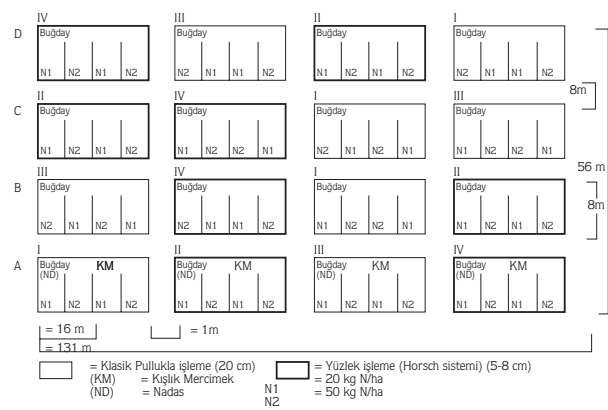 IV III II I
D Buğday Buğday Buğday Buğday
N1 N2 N1 N2 N2 N1 N1 N2 N1 N2 N1 N2 N2 N1 N1 N2
8m
II IV I III
C Buğday Buğday Buğday Buğday
N1 N2 N1 N2 N1 N2 N2 N1 N2 N1 N2 N1 N1 N2 N2 N1
56 m
III IV I II
B Buğday Buğday Buğday Buğday
8m
N2 N2 N1 N1 N2 N1 N1 N2 N1 N2 N1 N2 N1 N2 N1 N2
I II III IV
A Buğday KM Buğday KM Buğday KM Buğday KM
(ND) (ND) (ND) (ND)
N1 N2 N1 N2 N1 N2 N1 N2 N1 N2 N1 N2 N1 N2 N1 N2
= 16 m = 1m
= 131 m
= Klasik Pullukla işleme (20 cm) = Yüzlek işleme (Horsch sistemi) (5-8 cm)
(KM) = Kışlık Mercimek N1 = 20 kg N/ha
(ND) = Nadas N2 = 50 kg N/ha